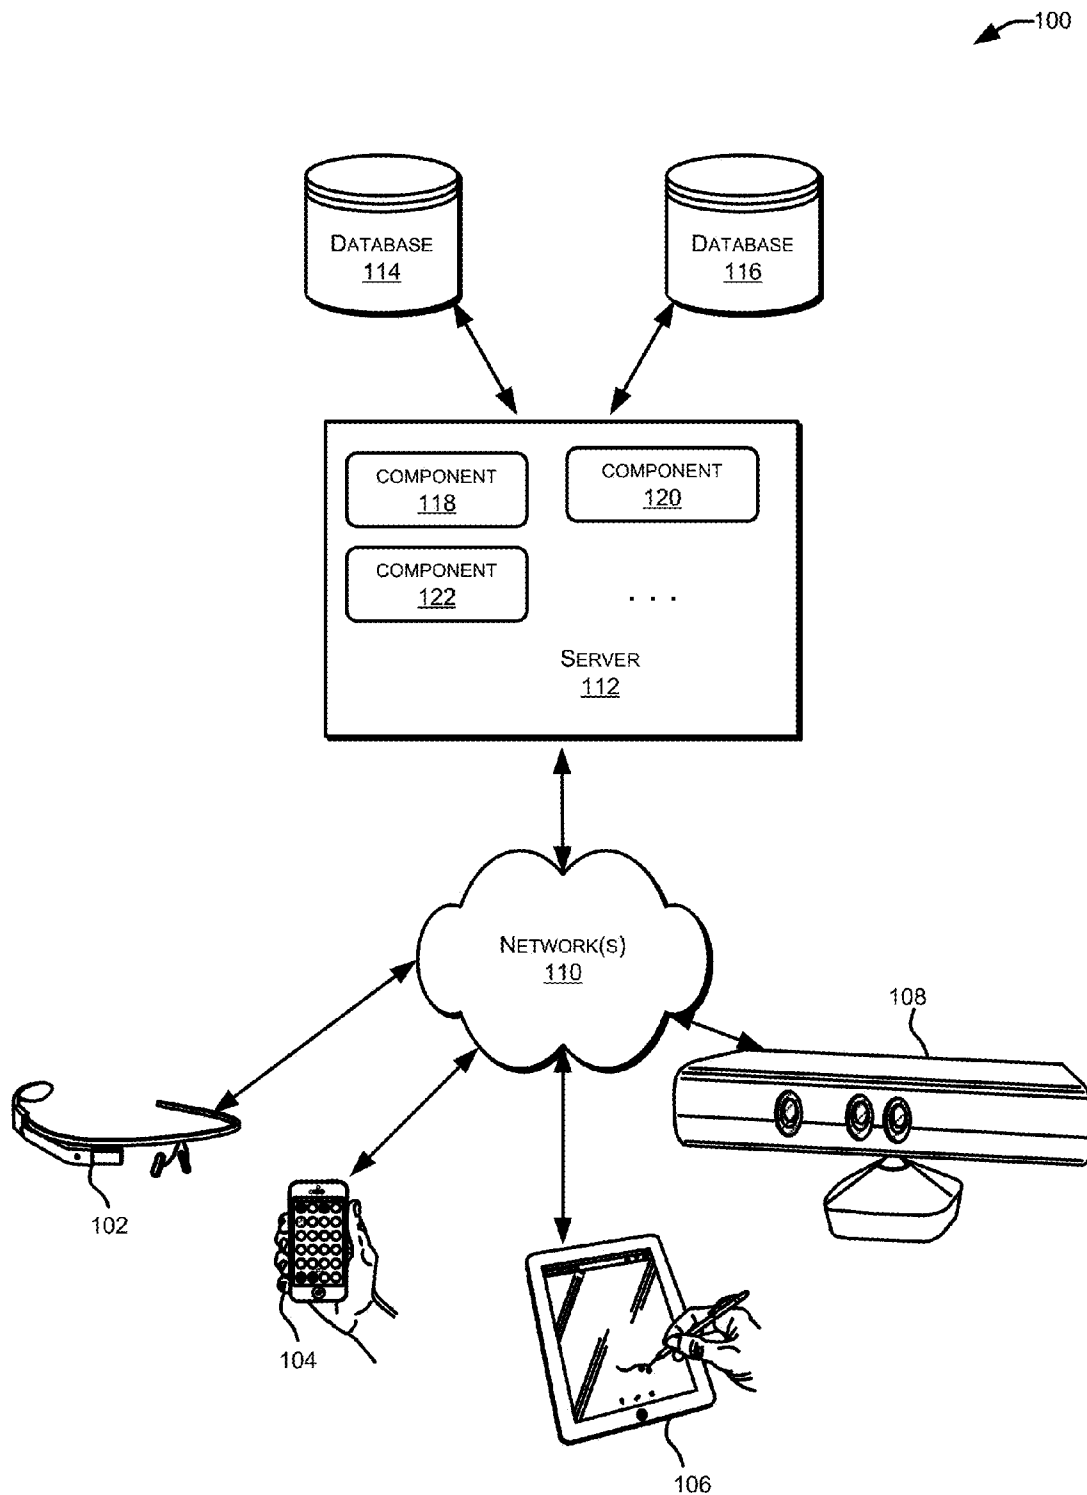 100
DATABASE
114
DATABASE
116
COMPONENT
118
COMPONENT
120
COMPONENT
122
. . .
SERVER
112
NETWORK(S)
110
108
102
104
106